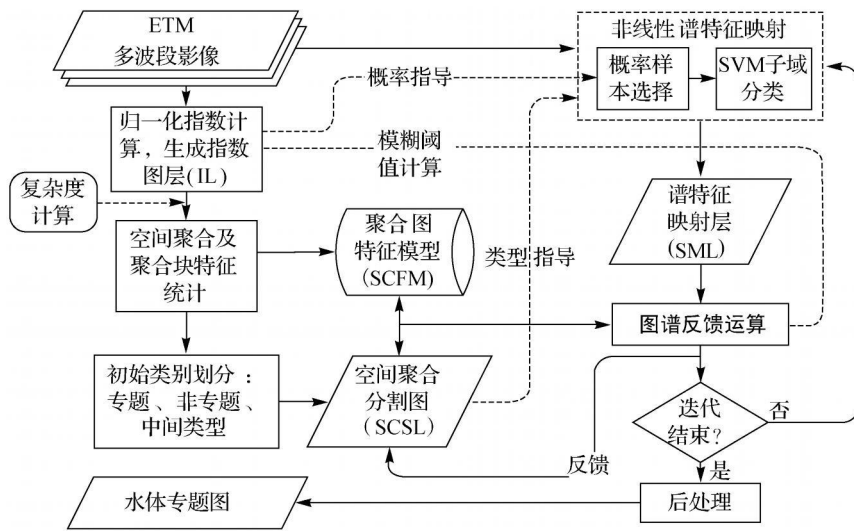 ETM
多波段影像
归一化指数计
算，生成指数
图层(IL)
复杂度
计算
空间聚合及
聚合块特征
统计
初始类别划分：
专题、非专题、
中间类型
水体专题图
概率指导
模糊阈
值计算
聚合图
特征模型
(SCFM)
类型指导
空间聚合
分割图
(SCSL)
反馈
非线性谱特征映射
概率样
本选择
SVM子域
分类
谱特征
映射层
(SML)
图谱反馈运算
迭代
结束?
否
是
后处理